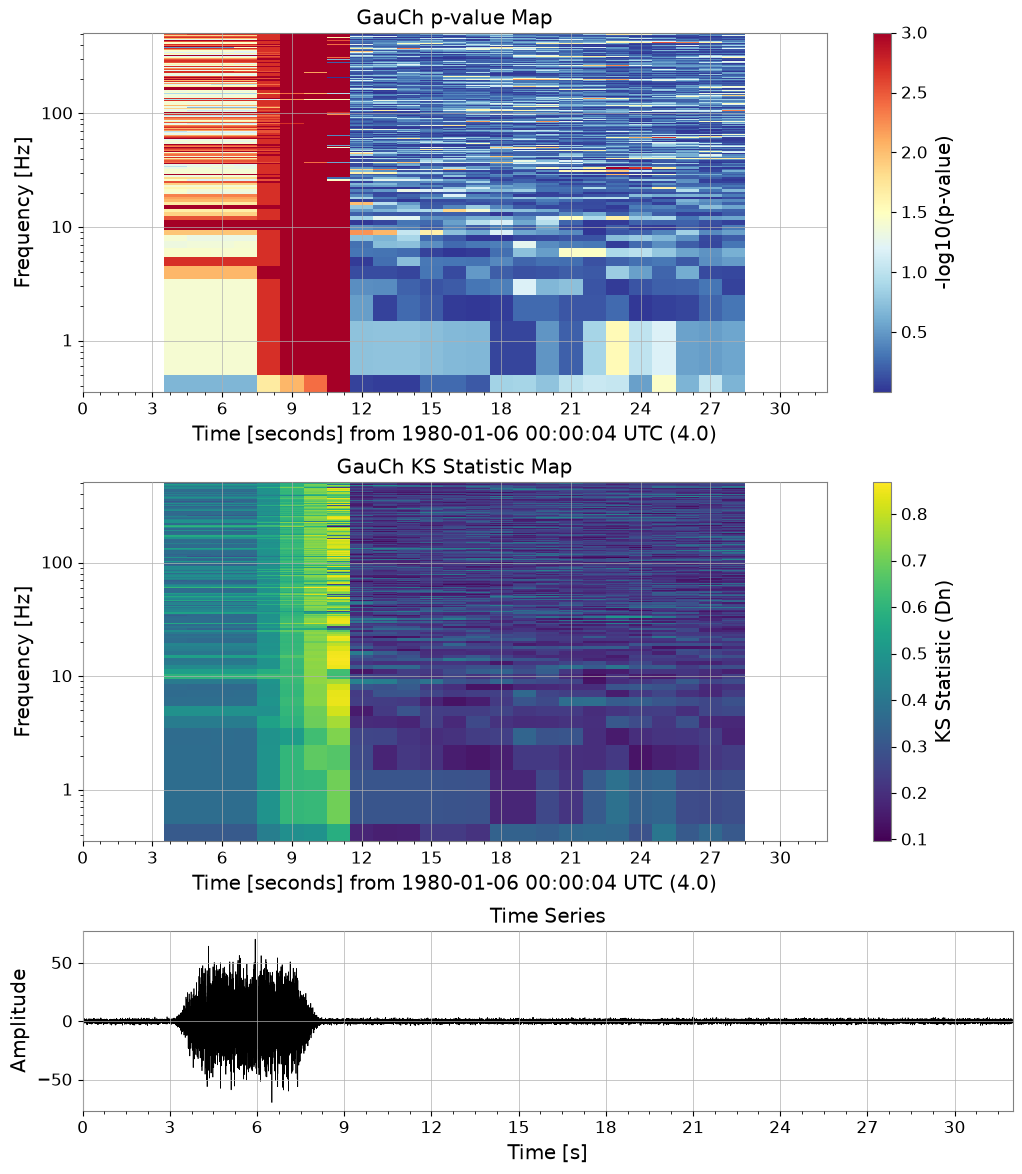 GauCh p-value Map
Frequency [Hz]
100
10
1
0 3 6 9 12 15 18 21 24 27 30
Time [seconds] from 1980-01-06 00:00:04 UTC (4.0)
3.0
2.5
2.0
1.5
1.0
0.5
-log10(p-value)
GauCh KS Statistic Map
Frequency [Hz]
100
10
1
0 3 6 9 12 15 18 21 24 27 30
Time [seconds] from 1980-01-06 00:00:04 UTC (4.0)
0.8
0.7
0.6
0.5
0.4
0.3
0.2
0.1
KS Statistic (Dn)
Time Series
Amplitude
50
0
−50
0 3 6 9 12 15 18 21 24 27 30
Time [s]